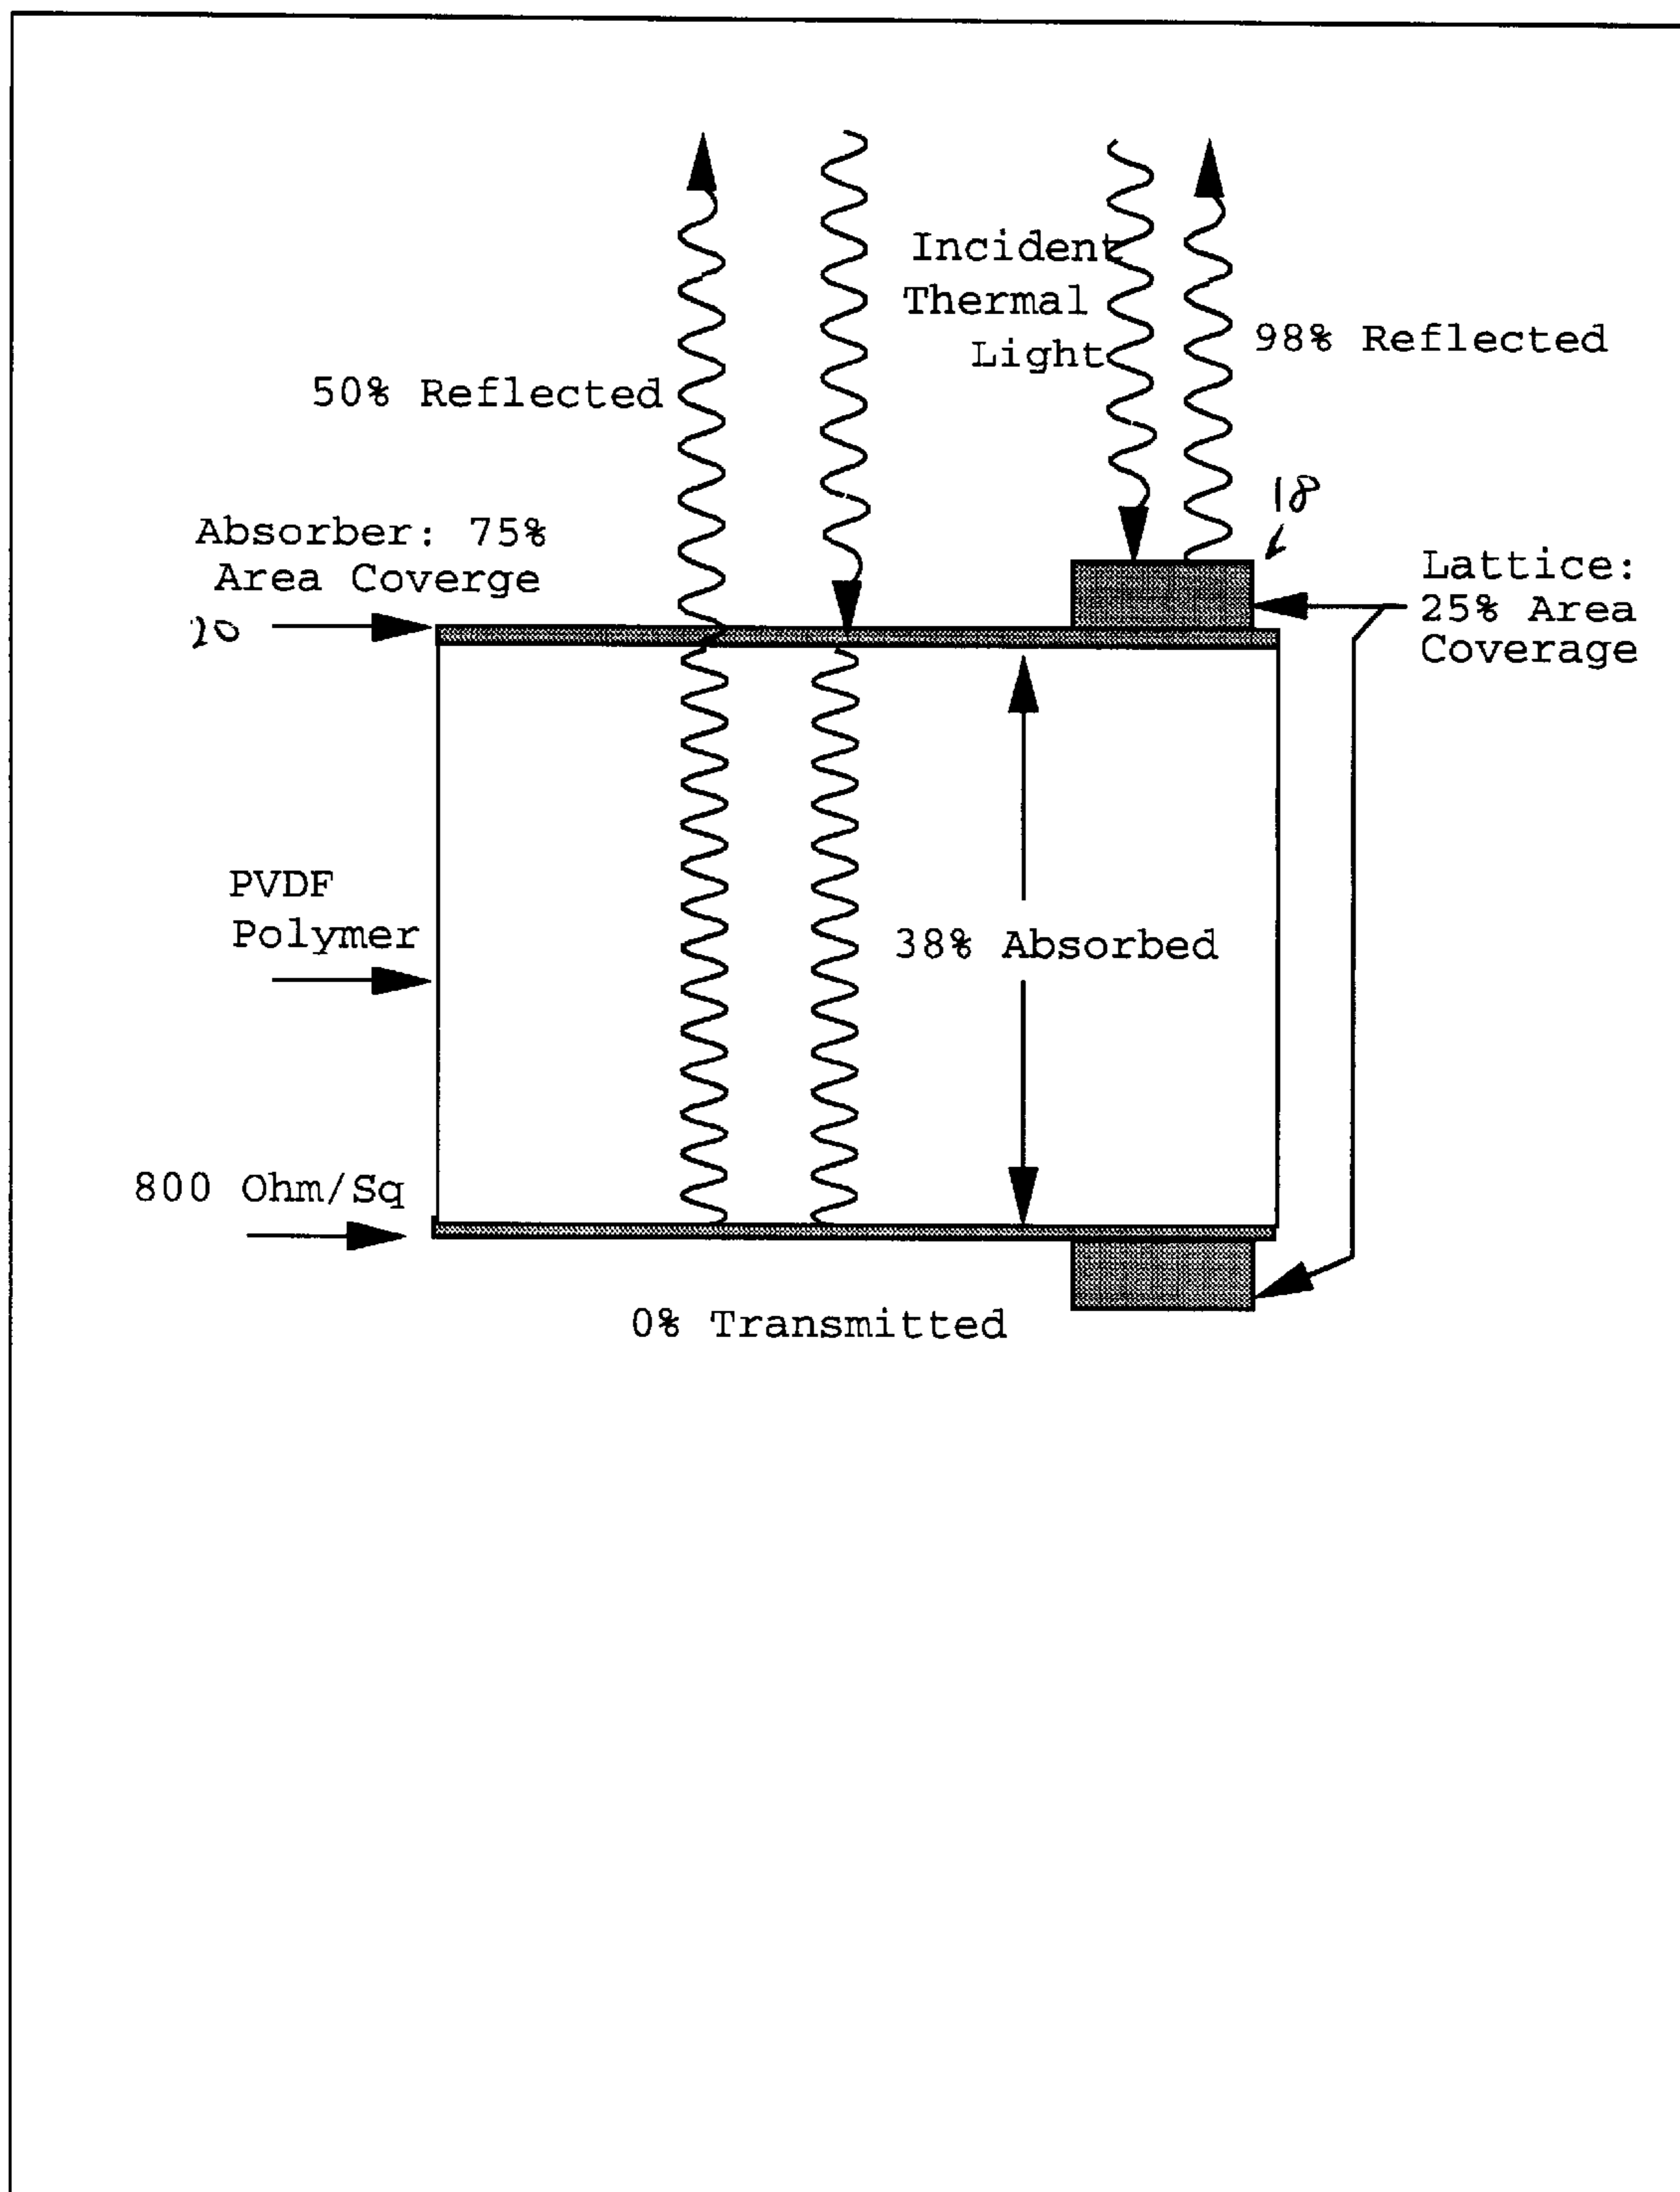 Incident
Thermal
Light
98% Reflected
50% Reflected
18
Absorber: 75%
Area Coverge
20
Lattice:
25% Area
Coverage
PVDF
Polymer
38% Absorbed
800 Ohm/Sq
0% Transmitted